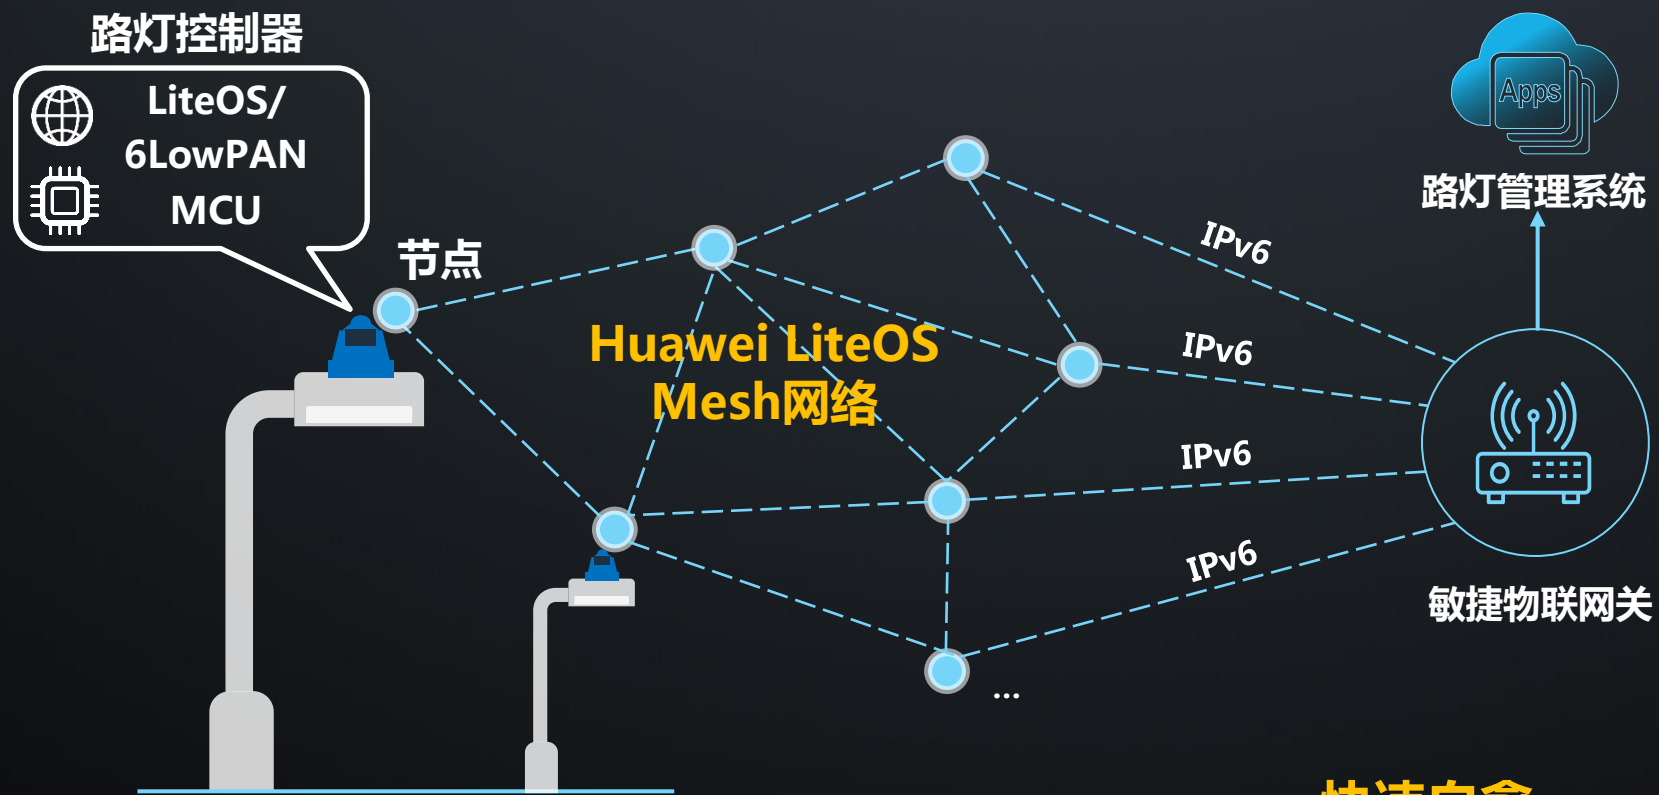 路灯控制器
LiteOS/
6LowPAN
MCU
节点
Huawei LiteOS
Mesh网络
IPv6
IPv6
IPv6
IPv6
...
Apps
路灯管理系统
敏捷物联网关